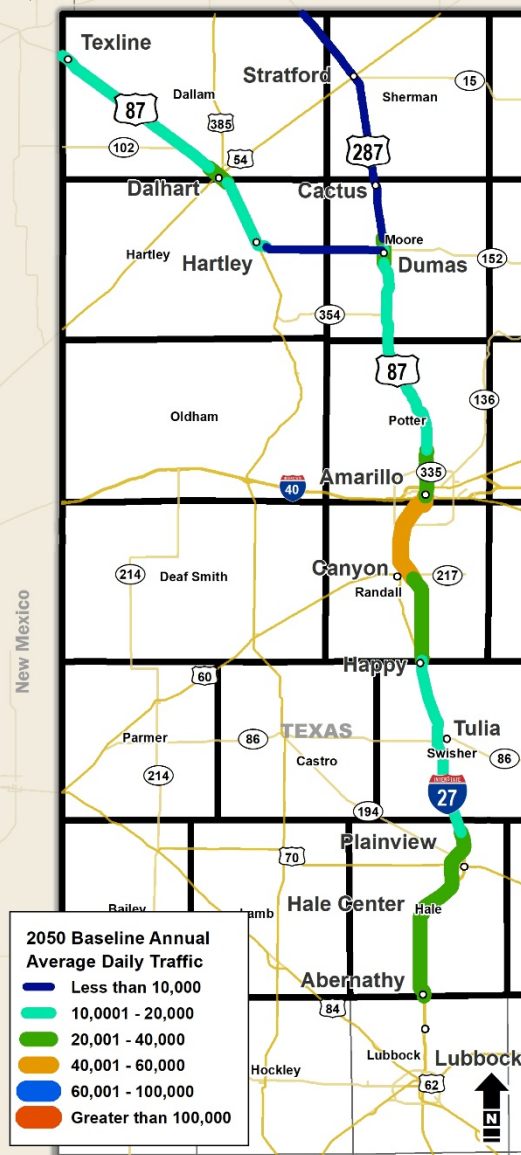 Texline
Stratford
15
Dallam
Sherman
87
385
287
102
54
Dalhart
Cactus
Moore
Hartley
Hartley
Dumas
152
354
87
136
Oldham
Potter
335
Amarillo
40
Canyon
214
Deaf Smith
217
Randall
New Mexico
Happy
60
Tulia
TEXAS
Parmer
86
Swisher
86
Castro
214
INTERSTATE
27
194
Plainview
70
Hale Center
Hale
Bailey
amb
2050 Baseline Annual
Average Daily Traffic
Less than 10,000
10,0001 - 20,000
20,001 - 40,000
40,001 - 60,000
60,001 - 100,000
Greater than 100,000
Abernathy
84
Lubbock
Lubbock
Hockley
62
N